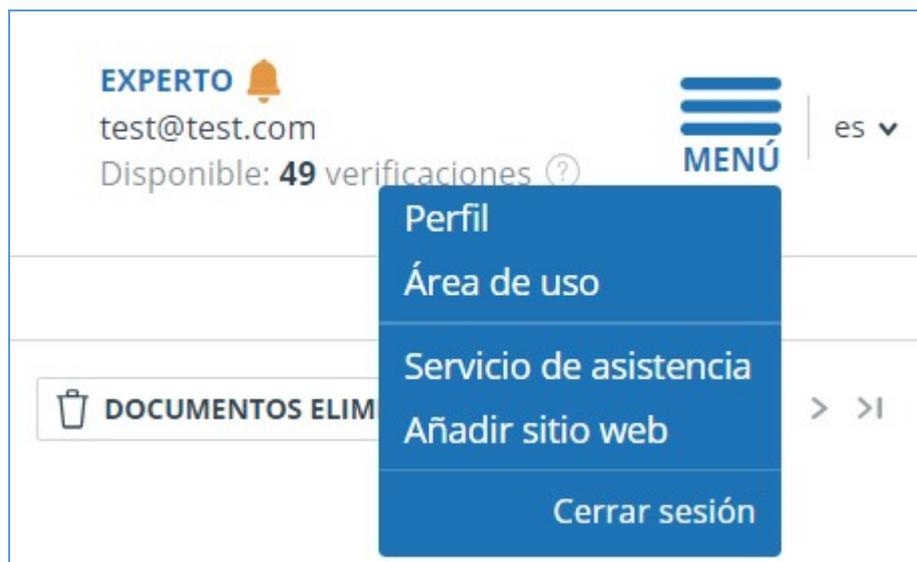 EXPERTO
test@test.com
Disponible: 49 verificaciones ?
MENÚ
es
Perfil
Área de uso
Servicio de asistencia
Añadir sitio web
Cerrar sesión
DOCUMENTOS ELIM